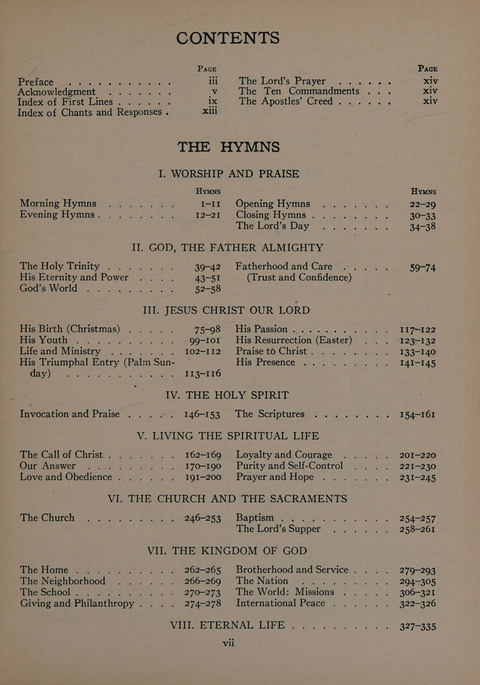 CONTENTS
PAGE
Preface . . . . . . . . . . . iii
Acknowledgment . . . . . . . v
Index of First Lines . . . . . . ix
Index of Chants and Responses . xiii
PAGE
The Lord's Prayer . . . . . . xiv
The Ten Commandments . . . xiv
The Apostles' Creed . . . . . . xiv
THE HYMNS
I. WORSHIP AND PRAISE
HYMNS
Morning Hymns . . . . . . . 1–11
Evening Hymns . . . . . . . . 12–21
HYMNS
Opening Hymns . . . . . . . 22–29
Closing Hymns . . . . . . . . 30–33
The Lord's Day . . . . . . . 34–38
II. GOD, THE FATHER ALMIGHTY
The Holy Trinity . . . . . . . 39–42
His Eternity and Power . . . . 43–51
God's World . . . . . . . . . 52–58
Fatherhood and Care . . . . . 59–74
(Trust and Confidence)
III. JESUS CHRIST OUR LORD
His Birth (Christmas) . . . . . 75–98
His Youth . . . . . . . . . . 99–101
Life and Ministry . . . . . . . 102–112
His Triumphal Entry (Palm Sun-
day) . . . . . . . . . . . 113–116
His Passion . . . . . . . . . . 117–122
His Resurrection (Easter) . . . . 123–132
Praise to Christ . . . . . . . . 133–140
His Presence . . . . . . . . . 141–145
IV. THE HOLY SPIRIT
Invocation and Praise . . . . . 146–153
The Scriptures . . . . . . . . 154–161
V. LIVING THE SPIRITUAL LIFE
The Call of Christ . . . . . . . 162–169
Our Answer . . . . . . . . . 170–190
Love and Obedience . . . . . . 191–200
Loyalty and Courage . . . . . 201–220
Purity and Self-Control . . . . 221–230
Prayer and Hope . . . . . . . 231–245
VI. THE CHURCH AND THE SACRAMENTS
The Church . . . . . . . . . 246–253
Baptism . . . . . . . . . . . 254–257
The Lord's Supper . . . . . . 258–261
VII. THE KINGDOM OF GOD
The Home . . . . . . . . . . 262–265
The Neighborhood . . . . . . 266–269
The School . . . . . . . . . . 270–273
Giving and Philanthropy . . . . 274–278
Brotherhood and Service . . . . 279–293
The Nation . . . . . . . . . 294–305
The World: Missions . . . . . . 306–321
International Peace . . . . . . 322–326
VIII. ETERNAL LIFE . . . . . . . . . . 327–335
vii